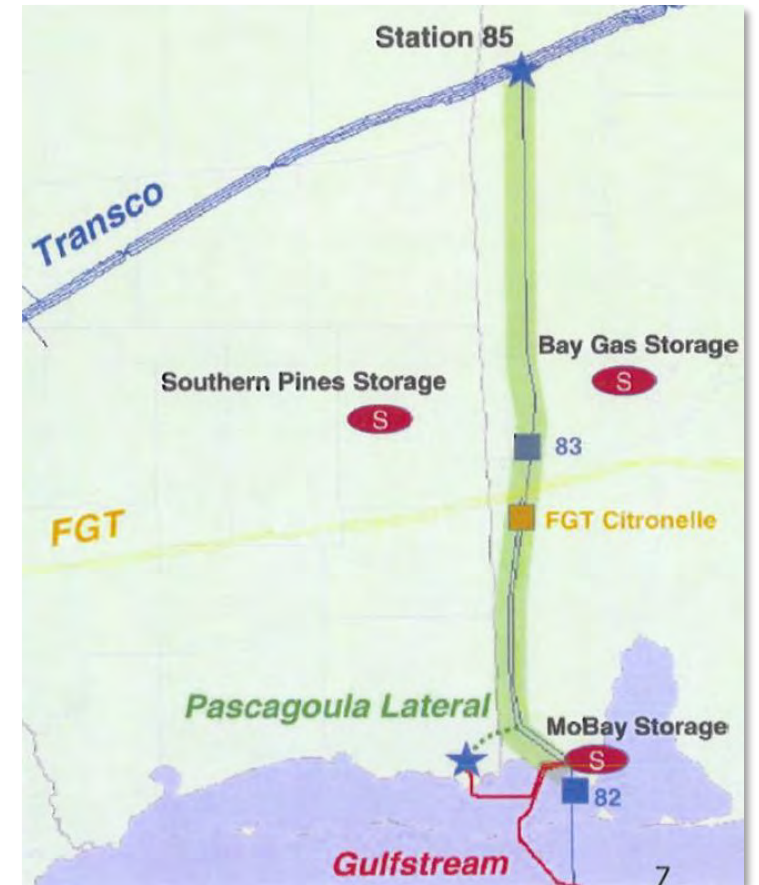 Station 85
Transco
Bay Gas Storage
S
Southern Pines Storage
S
83
FGT
FGT Citronelle
Pascagoula Lateral
MoBay Storage
S
82
Gulfstream
7